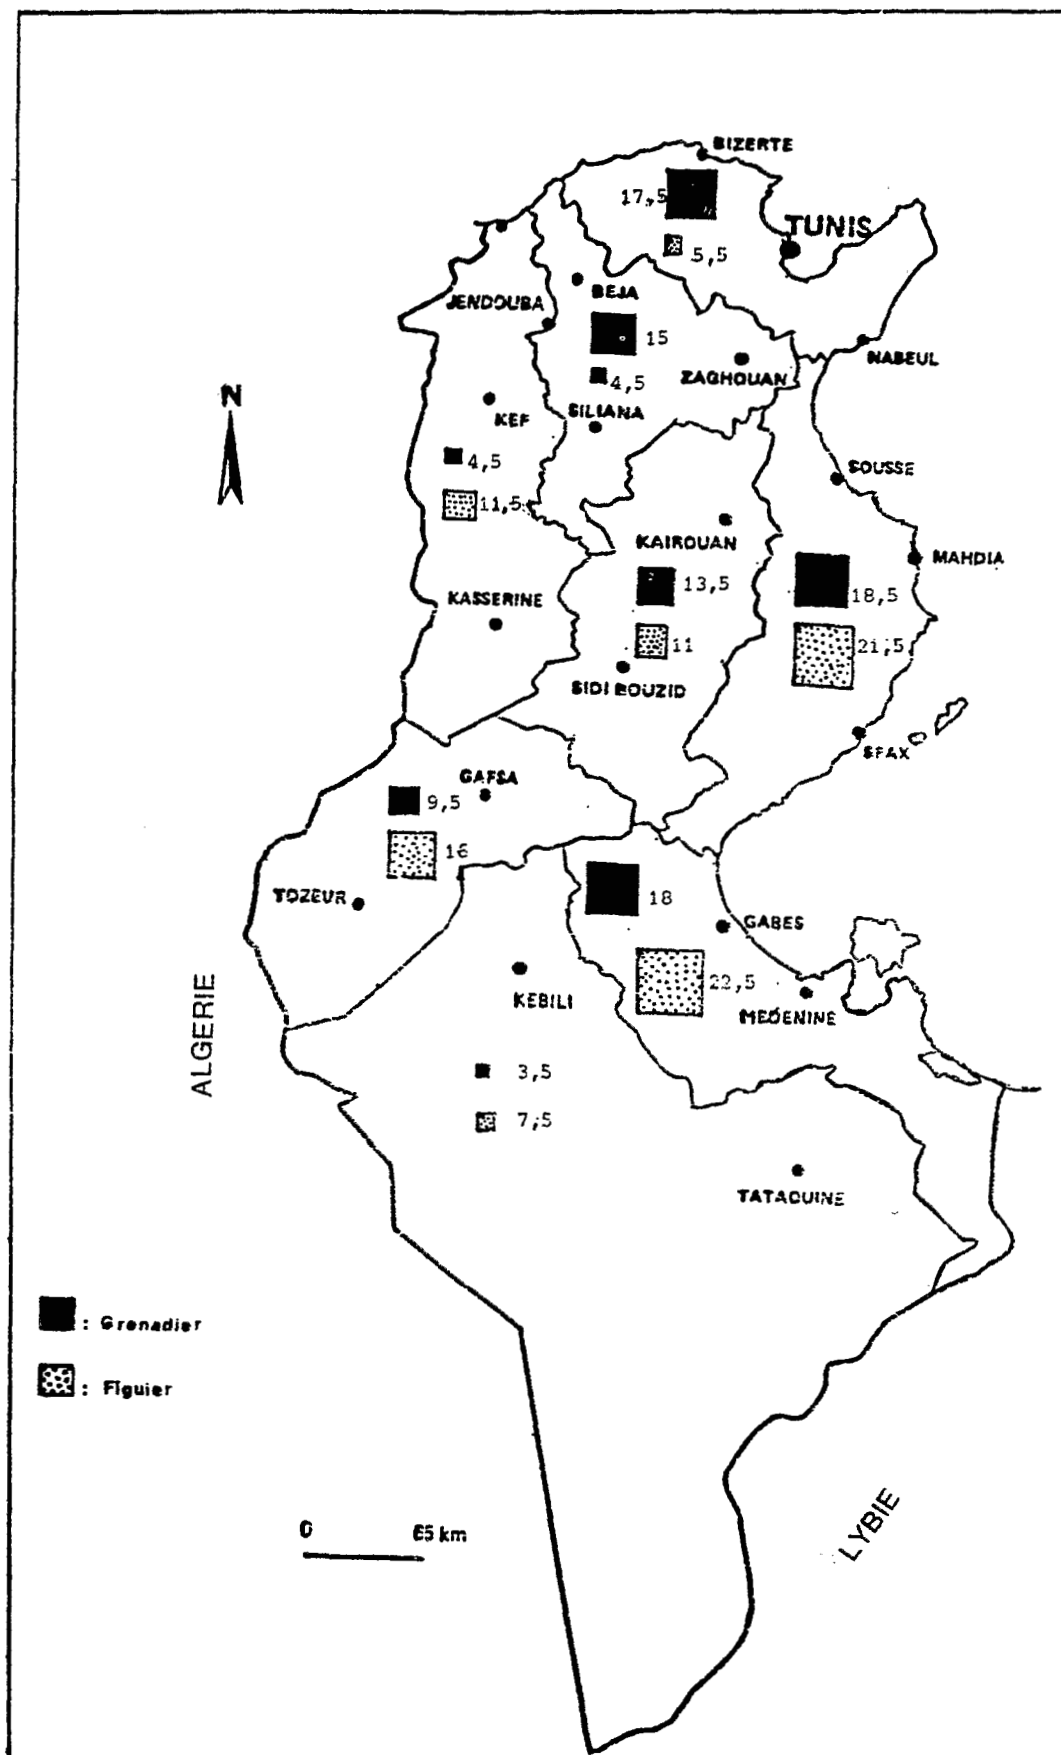 BIZERTE
17,5
TUNIS
5,5
BEJA
JENDOUBA
15
NABEUL
ZAGHOUAN
4,5
N
SILIANA
KEF
4,5
SOUSSE
11,5
KAIROUAN
MAHDIA
13,5
18,5
KASSERINE
11
21,5
SIDI BOUZID
SFAX
GAFSA
9,5
16
TOZEUR
18
GABES
22,5
KEBILI
MEDENINE
ALGERIE
3,5
7,5
TATAOUINE
: Grenadier
: Figuier
0 65 km
LYBIE